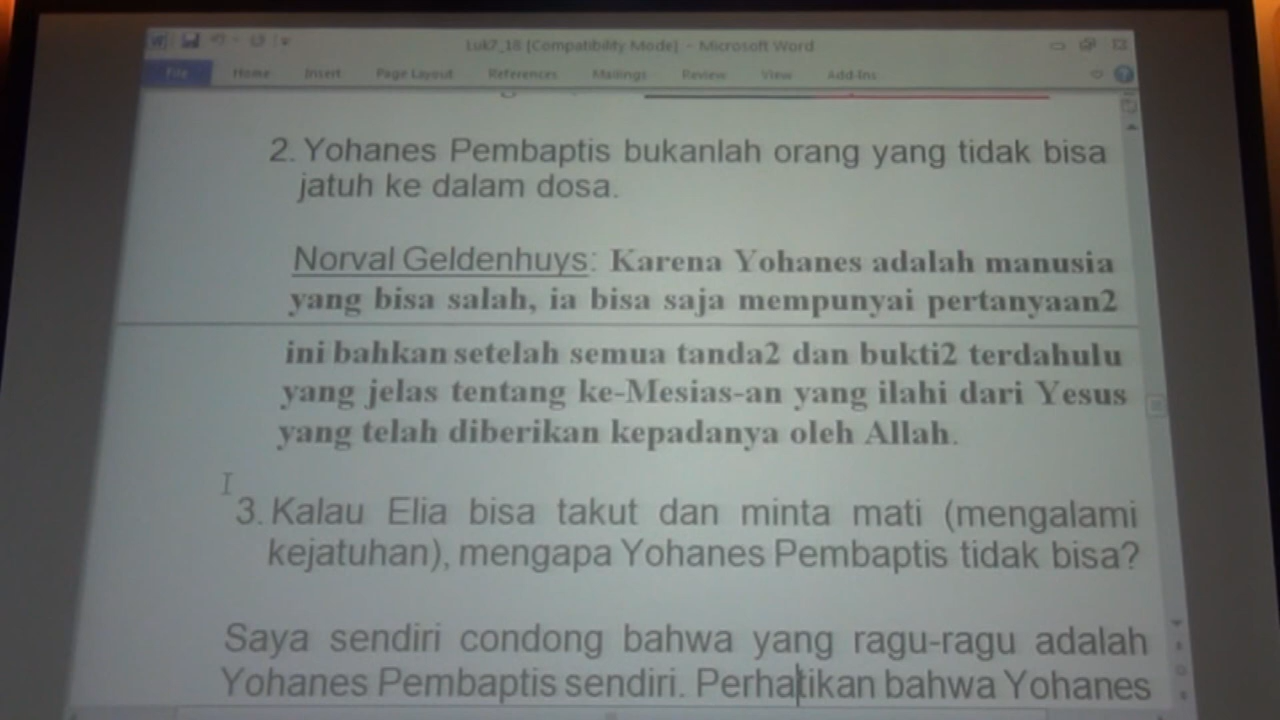 Luk7_18 [Compatibility Mode] - Microsoft Word
File Home Insert Page Layout References Mailings Review View Add-Ins
2. Yohanes Pembaptis bukanlah orang yang tidak bisa
jatuh ke dalam dosa.
Norval Geldenhuys: Karena Yohanes adalah manusia
yang bisa salah, ia bisa saja mempunyai pertanyaan2
ini bahkan setelah semua tanda2 dan bukti2 terdahulu
yang jelas tentang ke-Mesias-an yang ilahi dari Yesus
yang telah diberikan kepadanya oleh Allah.
3. Kalau Elia bisa takut dan minta mati (mengalami
kejatuhan), mengapa Yohanes Pembaptis tidak bisa?
Saya sendiri condong bahwa yang ragu-ragu adalah
Yohanes Pembaptis sendiri. Perhatikan bahwa Yohanes